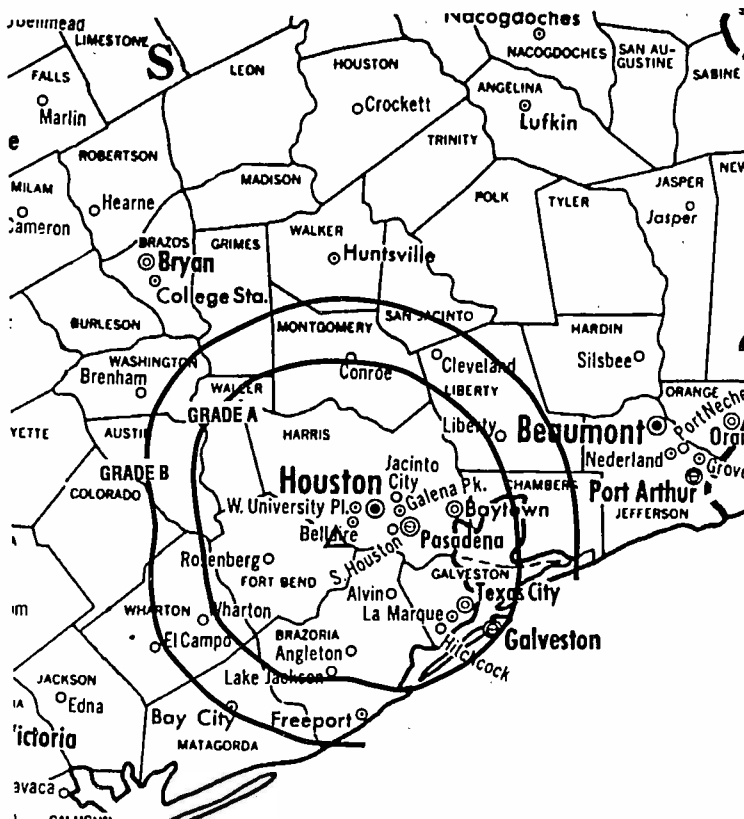 Nacogdoches
LIMESTONE
S
NACOGDOCHES
SAN AU-
GUSTINE
FALLS
LEON
HOUSTON
SABINE
ANGELINA
Marlin
Crockett
Lufkin
TRINITY
ROBERTSON
MADISON
MILAM
POLK
TYLER
JASPER
Hearne
Jasper
Cameron
BRAZOS
GRIMES
WALKER
Bryan
Huntsville
College Sta.
BURLESON
MONTGOMERY
SAN JACINTO
HARDIN
WASHINGTON
Conroe
Cleveland
Silsbee
Brenham
WALLER
LIBERTY
ORANGE
GRADE A
AUSTIN
HARRIS
Liberty
Beaumont
GRADE B
Jacinto
City
Nederland
COLORADO
Houston
Galena Pk.
CHAMBERS
Port Arthur
W. University Pl.
Baytown
JEFFERSON
Bellaire
Pasadena
S. Houston
Rosenberg
FORT BEND
GALVESTON
Alvin
Texas City
WHARTON
Wharton
La Marque
El Campo
BRAZORIA
Galveston
Angleton
Hitchcock
JACKSON
Lake Jackson
Edna
Bay City
Freeport
MATAGORDA